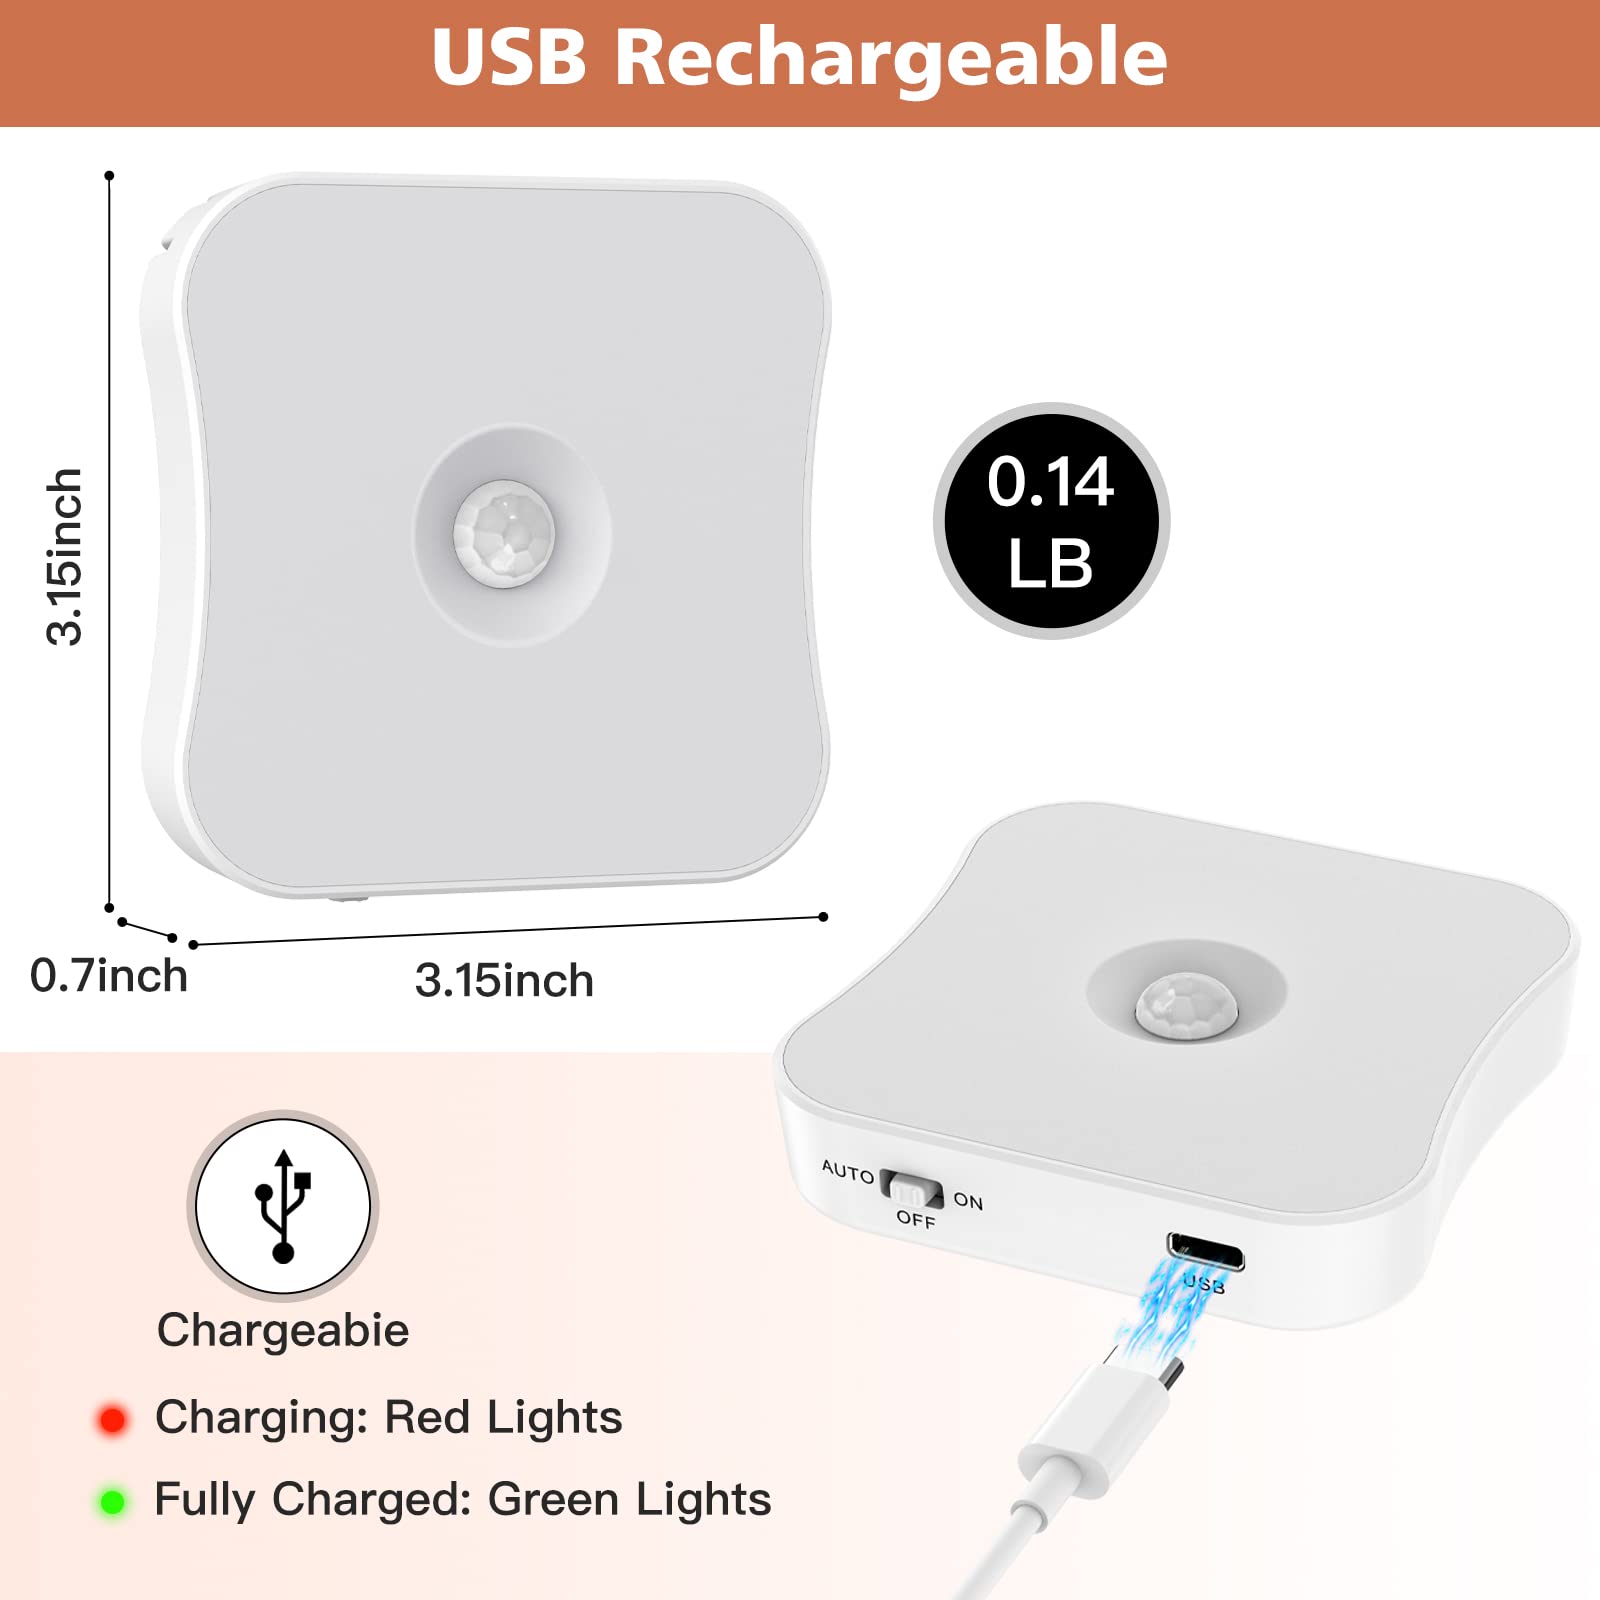 USB Rechargeable
3.15inch
0.14
LB
0.7inch
3.15inch
AUTO
ON
OFF
USB
Chargeabie
Charging: Red Lights
Fully Charged: Green Lights